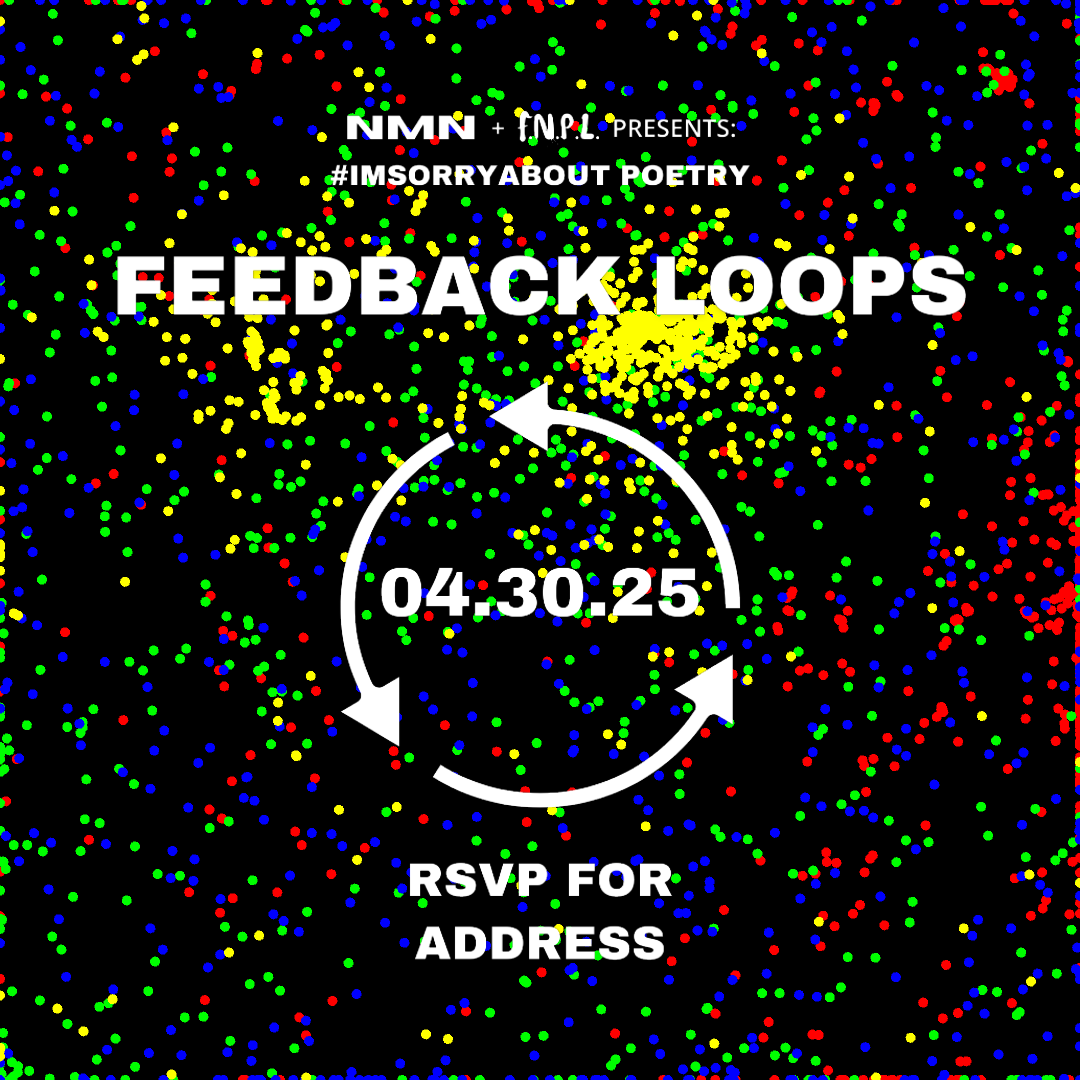 NMN + F.N.P.L. PRESENTS:
#IMSORRYABOUT POETRY
FEEDBACK LOOPS
04.30.25
RSVP FOR
ADDRESS